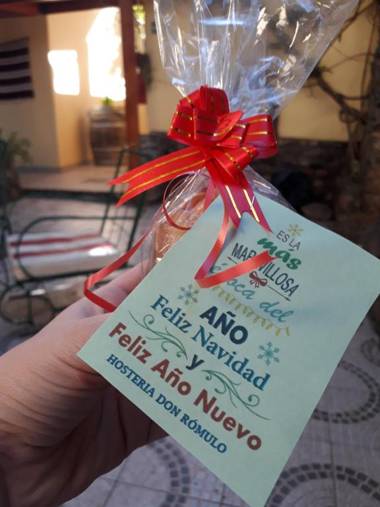 ES LA
más
MARAVILLOSA
época del
AÑO
Feliz Navidad
y
Feliz Año Nuevo
HOSTERIA DON RÓMULO